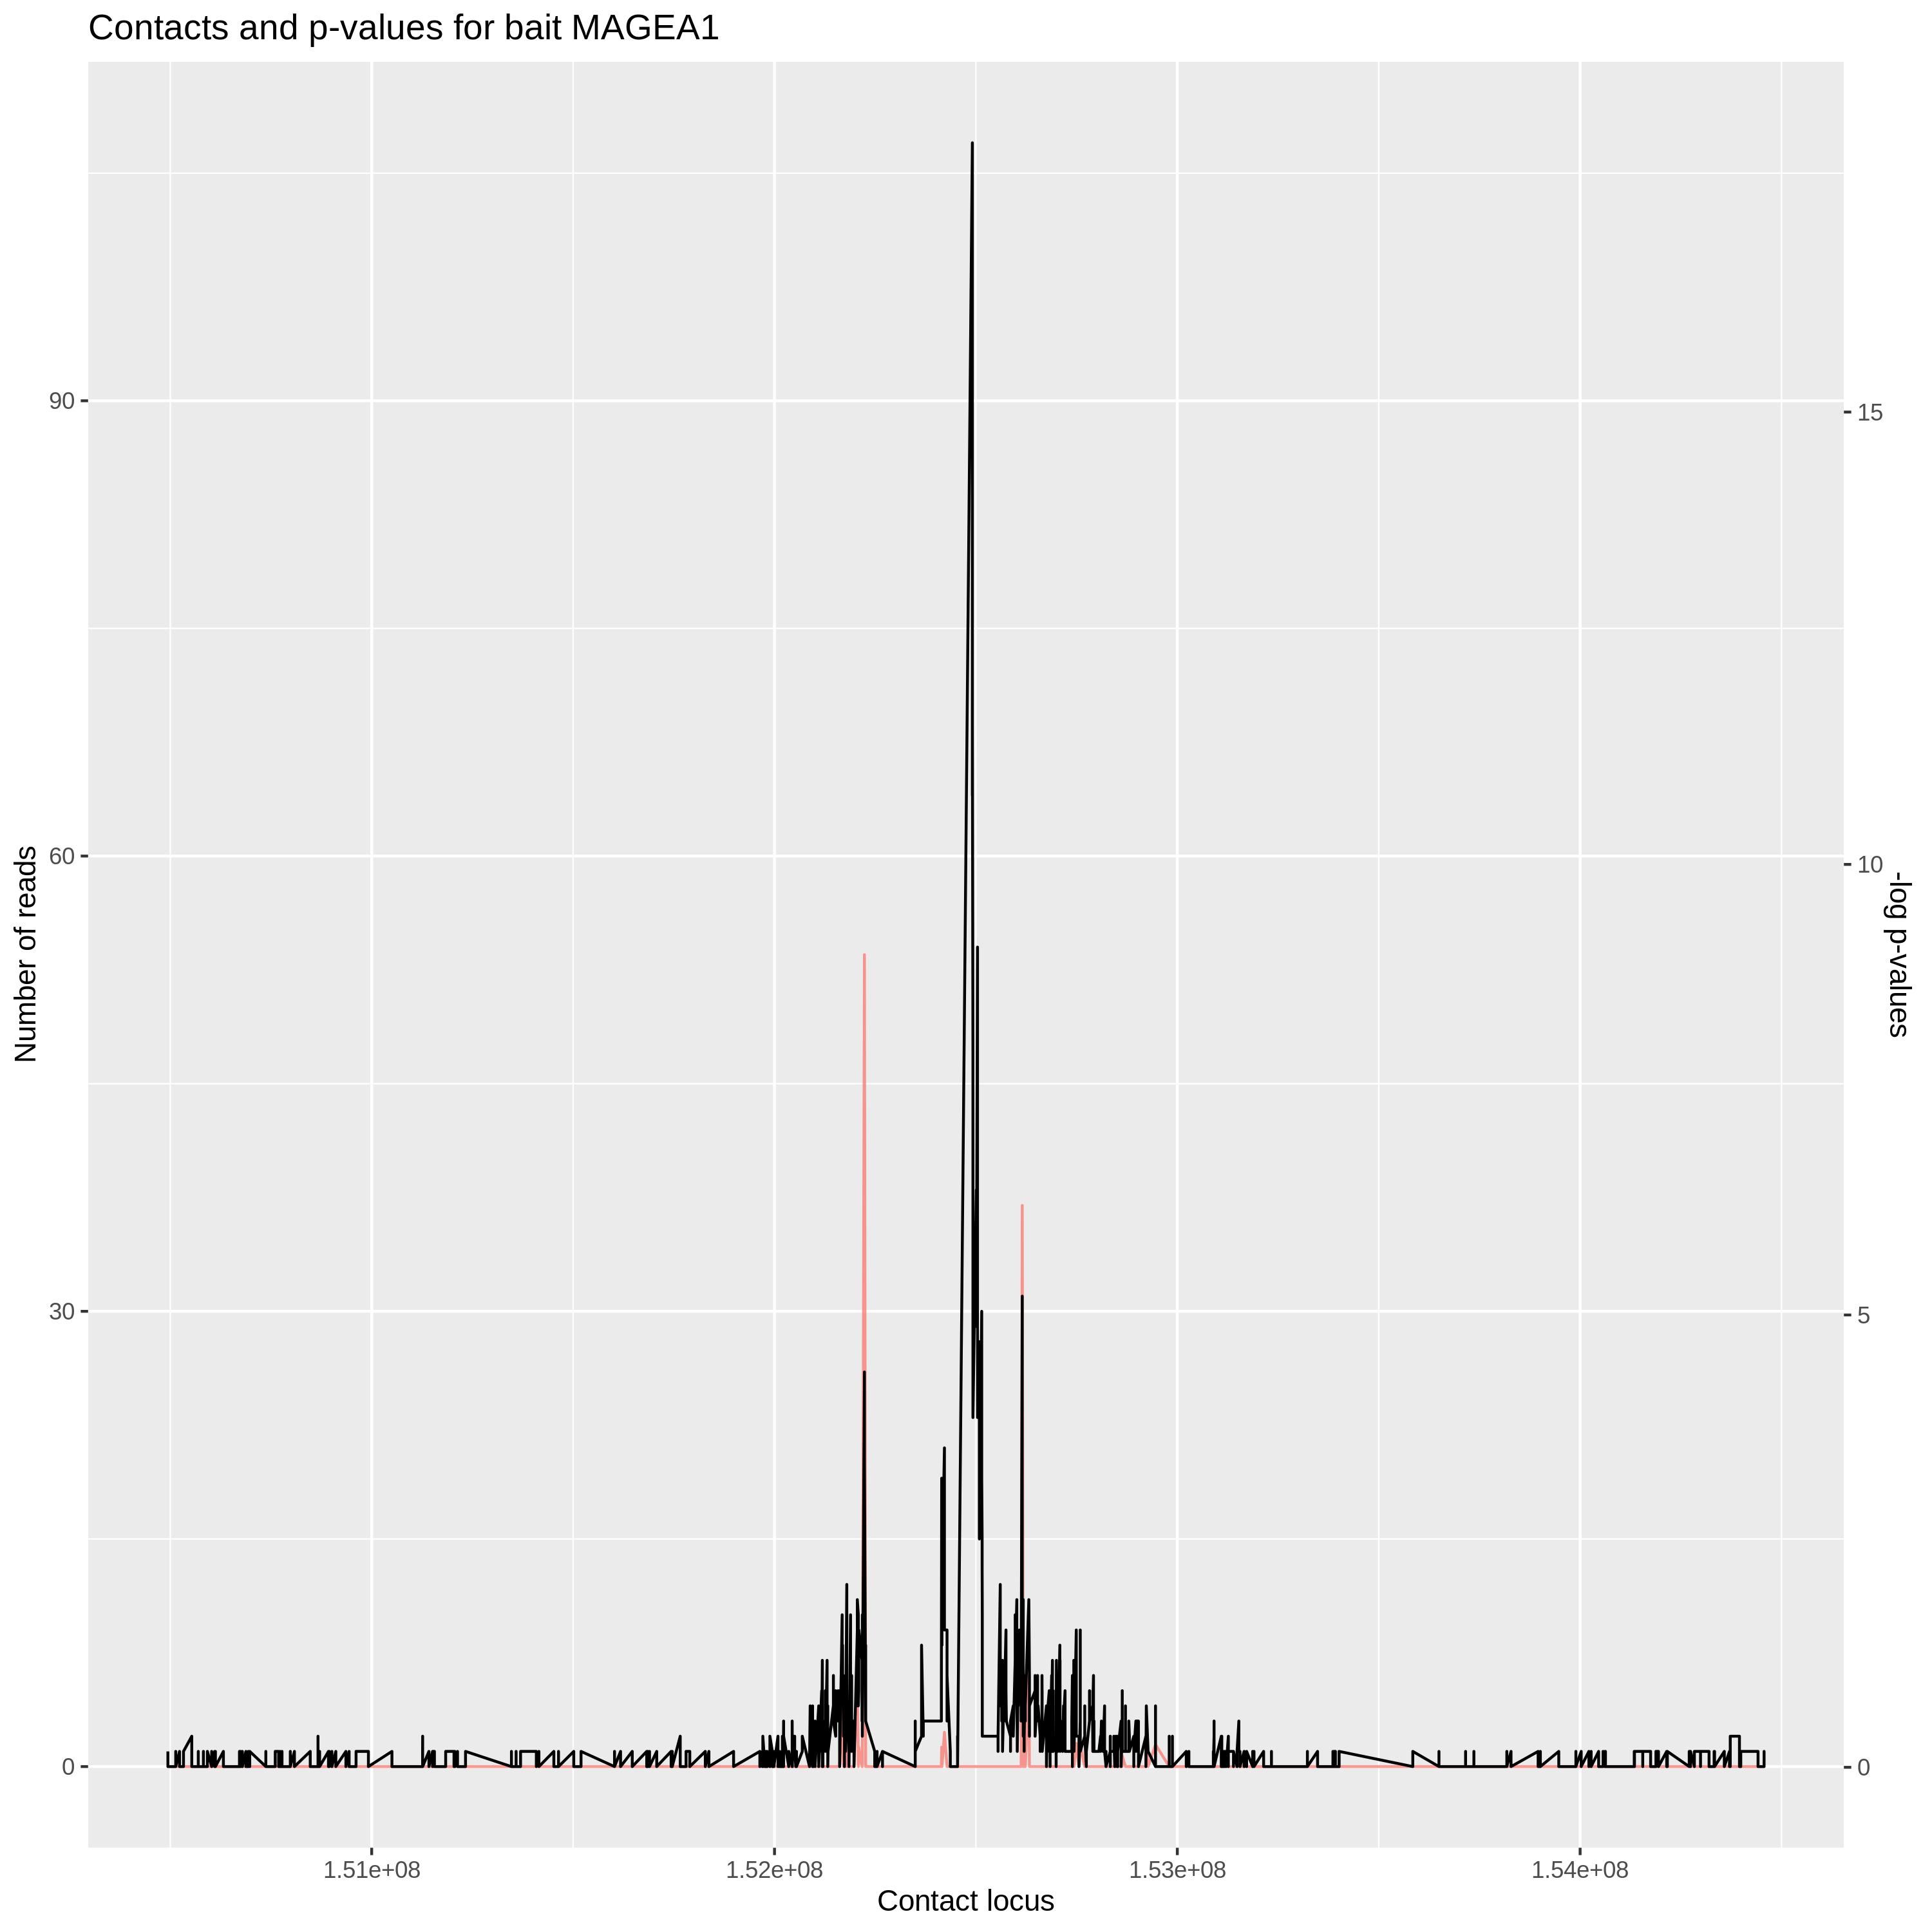 Contacts and p-values for bait MAGEA1
Number of reads
90
60
30
0
15
10
5
0
-log p-values
1.51e+08 1.52e+08 1.53e+08 1.54e+08
Contact locus